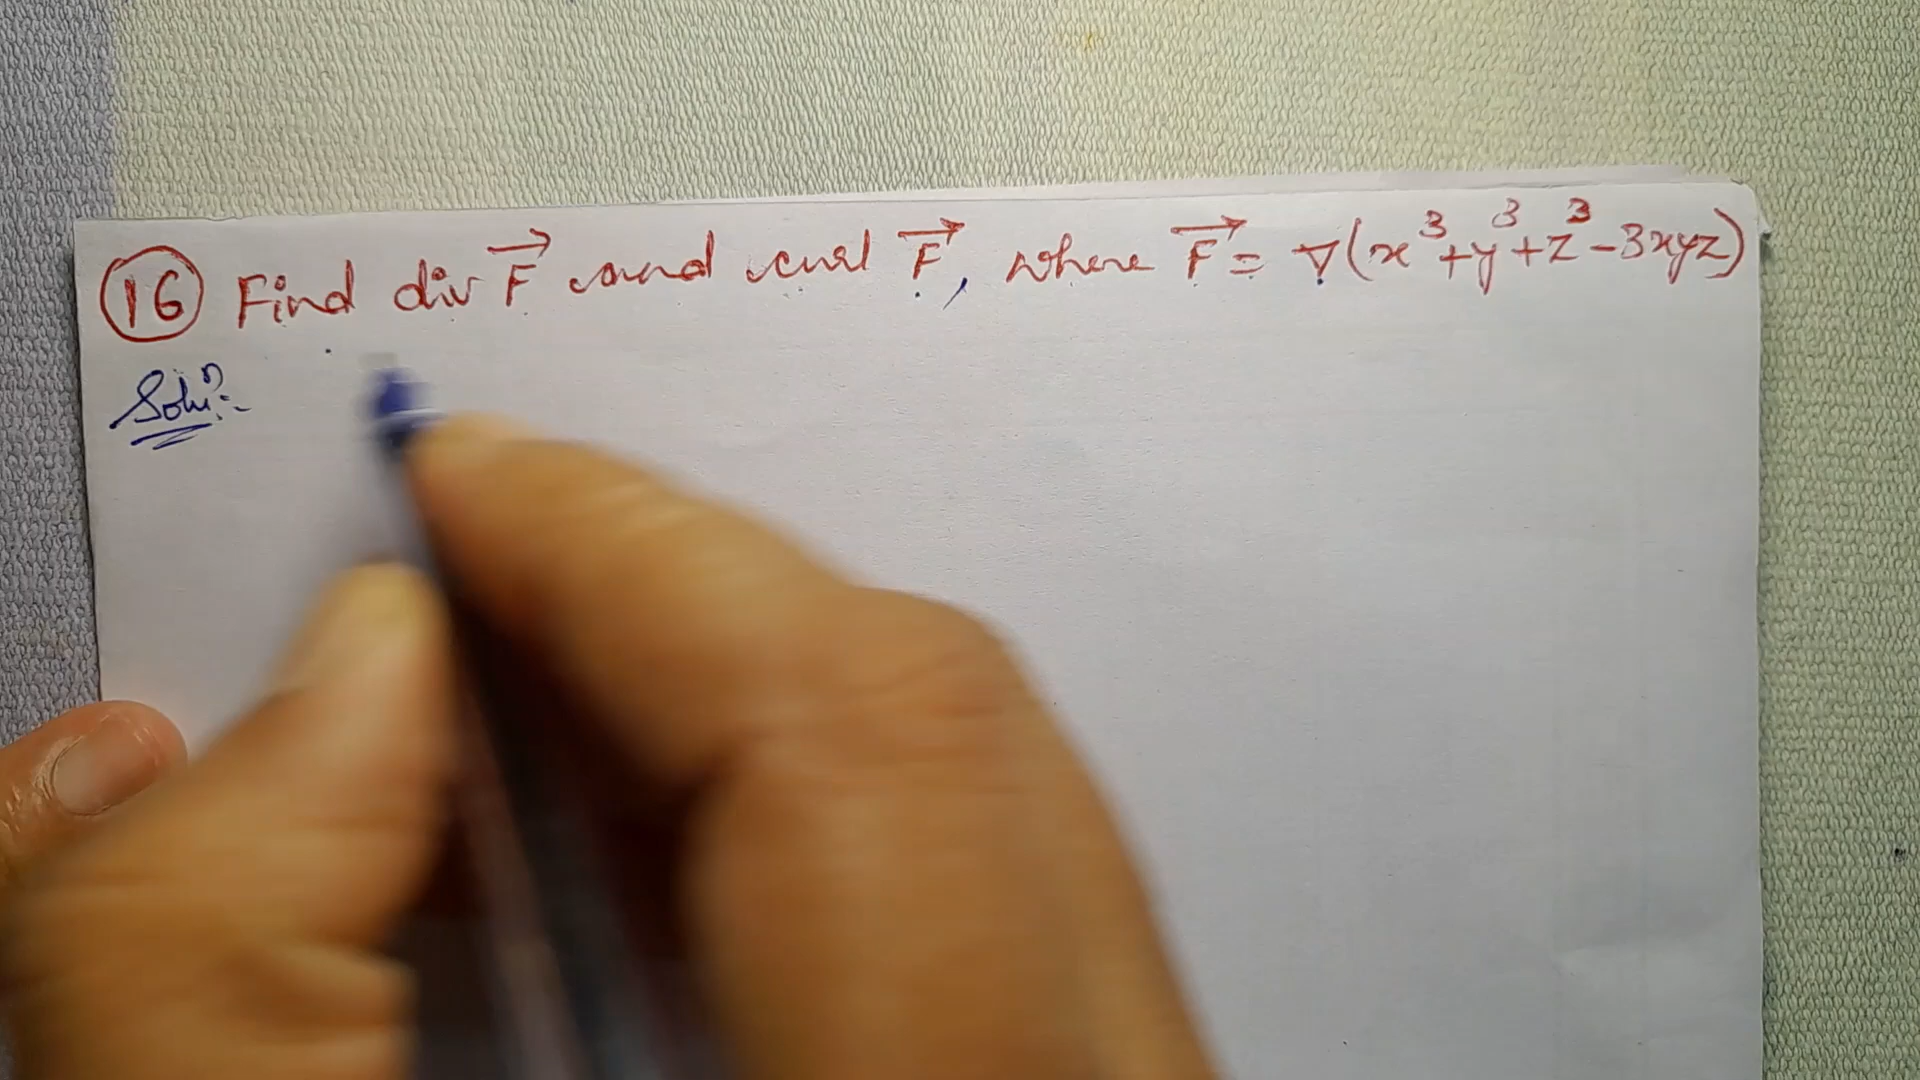 16 Find div F⃗ and curl F⃗, where F⃗ = ∇(x³+y³+z³-3xyz)
Soln:-